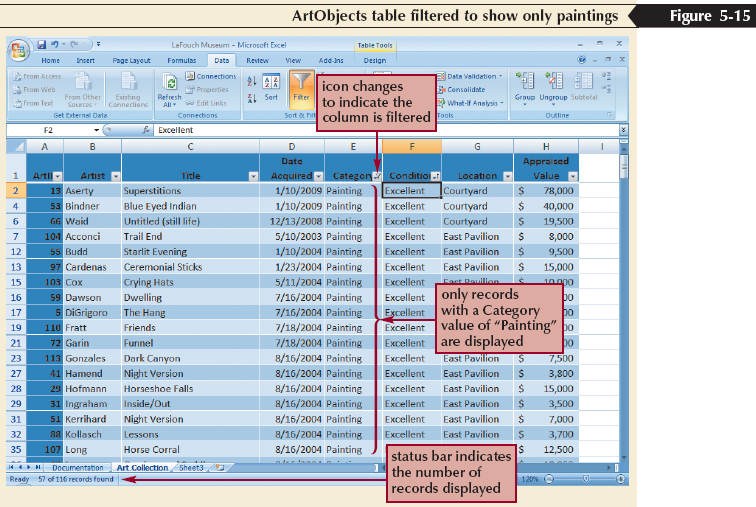 ArtObjects table filtered to show only paintings
Figure 5-15
LaFouch Museum - Microsoft Excel
Table Tools
Home Insert Page Layout Formulas Data Review View Add-Ins Design
From Access
From Web
From Text
From Other Sources
Existing Connections
Get External Data
Refresh All
Connections
Properties
Edit Links
Connections
Sort
Filter
Sort & Filt
Data Validation
Consolidate
What-If Analysis
Tools
Group Ungroup Subtotal
Outline
icon changes
to indicate the
column is filtered
F2 fx Excellent
A B C D E F G H I
1 ArtII Artist Title Date Acquired Category Conditio Location Appraised Value
2 13 Aserty Superstitions 1/10/2009 Painting Excellent Courtyard $ 78,000
4 53 Bindner Blue Eyed Indian 1/10/2009 Painting Excellent Courtyard $ 40,000
6 66 Waid Untitled (still life) 12/13/2008 Painting Excellent Courtyard $ 19,500
7 104 Acconci Trail End 5/10/2003 Painting Excellent East Pavilion $ 8,000
12 55 Budd Starlit Evening 1/10/2004 Painting Excellent East Pavilion $ 9,500
13 97 Cardenas Ceremonial Sticks 1/23/2004 Painting Excellent East Pavilion $ 15,000
15 103 Cox Crying Hats 5/11/2004 Painting Excellent East Pavilion $ 10,000
16 59 Dawson Dwelling 7/16/2004 Painting Excellent 00
17 5 DiGrigoro The Hang 7/16/2004 Painting Excellent 00
19 110 Fratt Friends 7/18/2004 Painting Excellent 00
21 72 Garin Funnel 7/18/2004 Painting Excellent 00
23 113 Gonzales Dark Canyon 8/16/2004 Painting Excellent East Pavilion $ 7,500
27 41 Hamend Night Version 8/16/2004 Painting Excellent East Pavilion $ 3,800
28 29 Hofmann Horseshoe Falls 8/16/2004 Painting Excellent East Pavilion $ 15,000
29 31 Ingraham Inside/Out 8/16/2004 Painting Excellent East Pavilion $ 3,500
31 51 Kerrihard Night Version 8/16/2004 Painting Excellent East Pavilion $ 7,000
32 88 Kollasch Lessons 8/16/2004 Painting Excellent East Pavilion $ 3,700
35 107 Long Horse Corral 8/16/2004 Painting $ 12,500
only records
with a Category
value of "Painting"
are displayed
status bar indicates
the number of
records displayed
Documentation Art Collection Sheet3
Ready 57 of 116 records found 120%